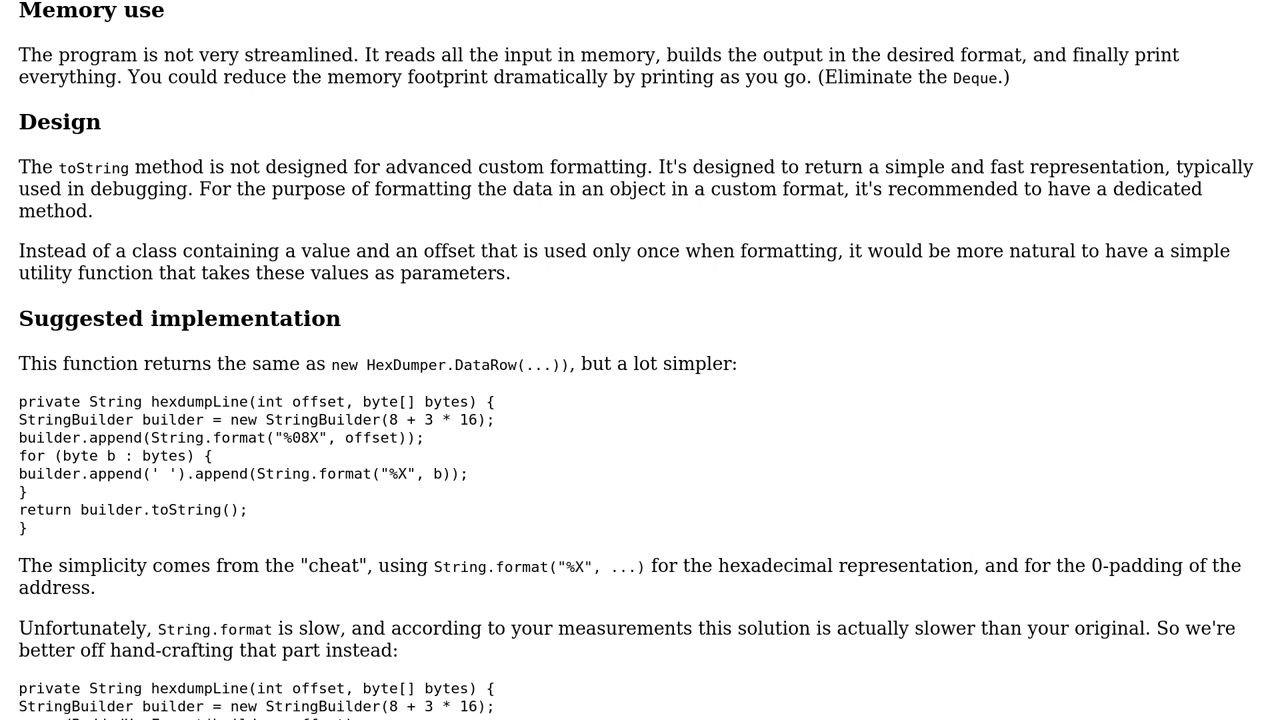 Memory use
The program is not very streamlined. It reads all the input in memory, builds the output in the desired format, and finally print
everything. You could reduce the memory footprint dramatically by printing as you go. (Eliminate the Deque.)
Design
The toString method is not designed for advanced custom formatting. It's designed to return a simple and fast representation, typically
used in debugging. For the purpose of formatting the data in an object in a custom format, it's recommended to have a dedicated
method.
Instead of a class containing a value and an offset that is used only once when formatting, it would be more natural to have a simple
utility function that takes these values as parameters.
Suggested implementation
This function returns the same as new HexDumper.DataRow(...)), but a lot simpler:
private String hexdumpLine(int offset, byte[] bytes) {
StringBuilder builder = new StringBuilder(8 + 3 * 16);
builder.append(String.format("%08X", offset));
for (byte b : bytes) {
builder.append(' ').append(String.format("%X", b));
}
return builder.toString();
}
The simplicity comes from the "cheat", using String.format("%X", ...) for the hexadecimal representation, and for the 0-padding of the
address.
Unfortunately, String.format is slow, and according to your measurements this solution is actually slower than your original. So we're
better off hand-crafting that part instead:
private String hexdumpLine(int offset, byte[] bytes) {
StringBuilder builder = new StringBuilder(8 + 3 * 16);